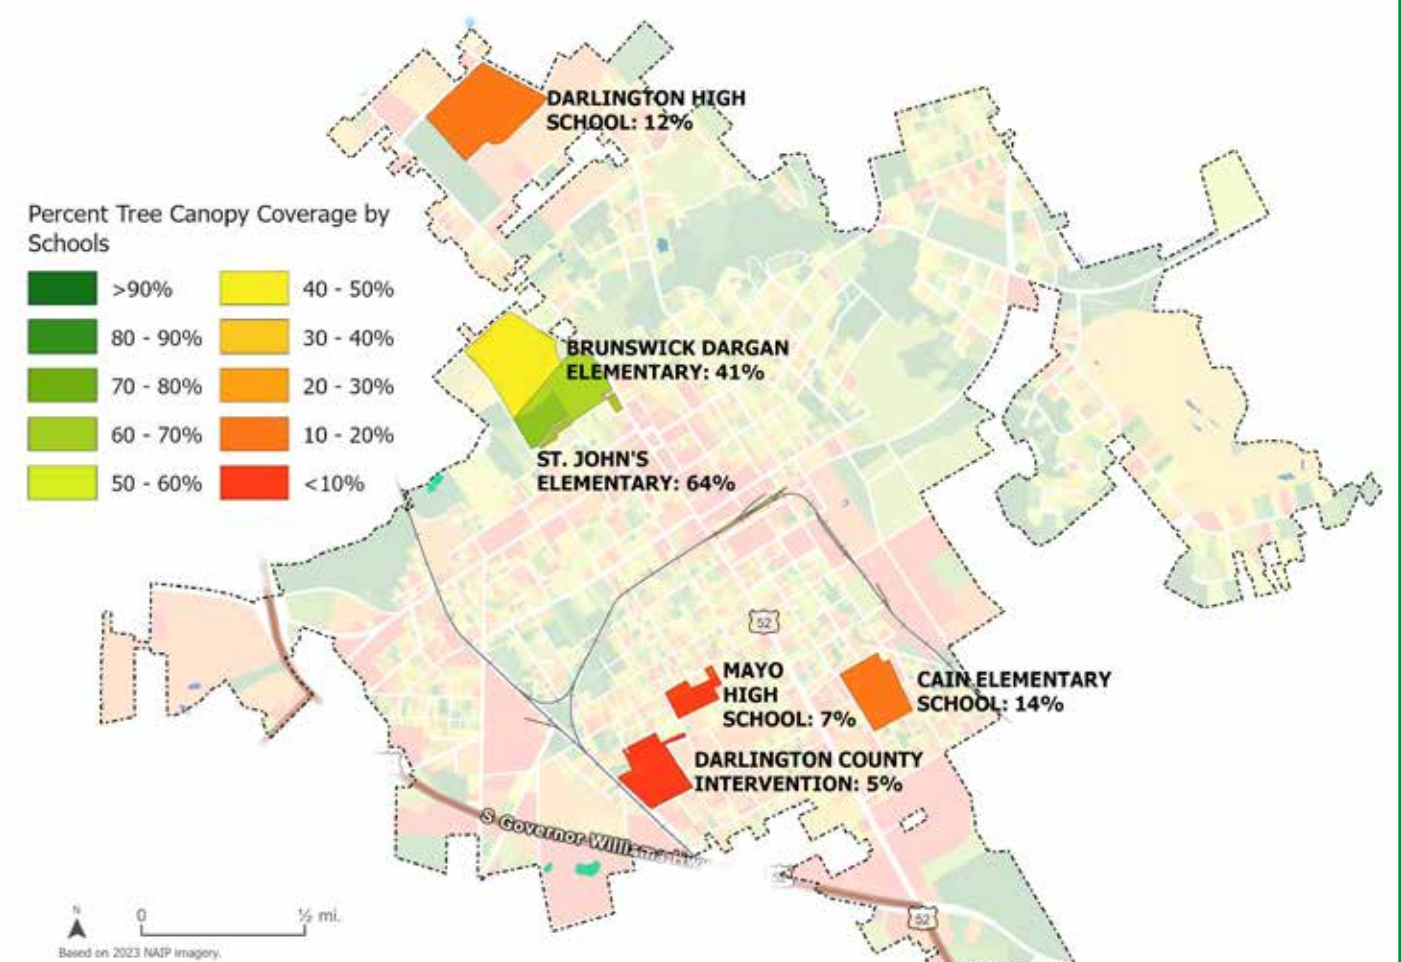 DARLINGTON HIGH
SCHOOL: 12%
Percent Tree Canopy Coverage by
Schools
>90%
40 - 50%
80 - 90%
30 - 40%
70 - 80%
20 - 30%
60 - 70%
10 - 20%
50 - 60%
<10%
BRUNSWICK DARGAN
ELEMENTARY: 41%
ST. JOHN'S
ELEMENTARY: 64%
52
MAYO
HIGH
SCHOOL: 7%
CAIN ELEMENTARY
SCHOOL: 14%
DARLINGTON COUNTY
INTERVENTION: 5%
S Governor Williams Hwy
52
52
N
0
½ mi.
Based on 2023 NAIP imagery.